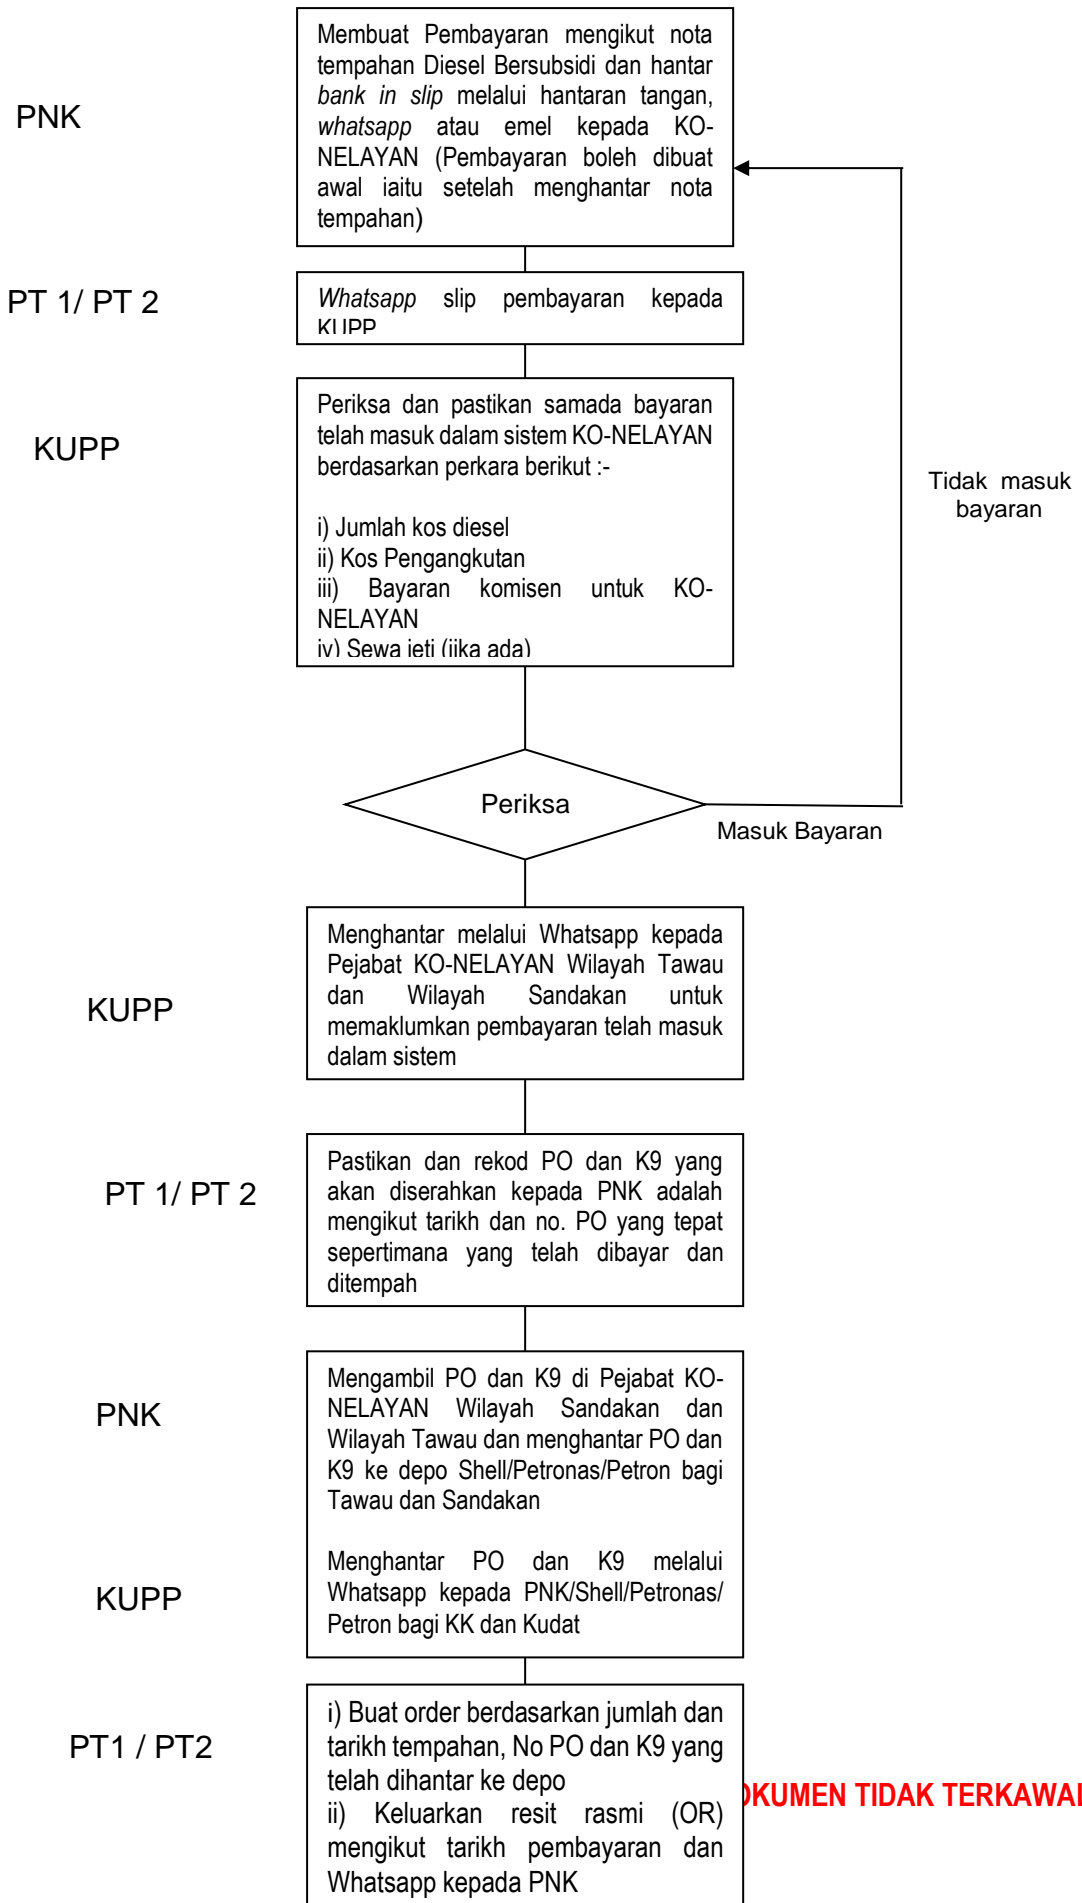 Membuat Pembayaran mengikut nota
tempahan Diesel Bersubsidi dan hantar
bank in slip melalui hantaran tangan,
PNK
whatsapp atau emel kepada KO-
NELAYAN (Pembayaran boleh dibuat
awal iaitu setelah menghantar nota
tempahan)
PT 1/ PT 2
Whatsapp slip pembayaran kepada
KUPP
KUPP
Periksa dan pastikan samada bayaran
telah masuk dalam sistem KO-NELAYAN
berdasarkan perkara berikut :-
i) Jumlah kos diesel
ii) Kos Pengangkutan
iii) Bayaran komisen untuk KO-
NELAYAN
iv) Sewa jeti (jika ada)
Tidak masuk
bayaran
Periksa
Masuk Bayaran
KUPP
Menghantar melalui Whatsapp kepada
Pejabat KO-NELAYAN Wilayah Tawau
dan Wilayah Sandakan untuk
memaklumkan pembayaran telah masuk
dalam sistem
PT 1/ PT 2
Pastikan dan rekod PO dan K9 yang
akan diserahkan kepada PNK adalah
mengikut tarikh dan no. PO yang tepat
sepertimana yang telah dibayar dan
ditempah
PNK
Mengambil PO dan K9 di Pejabat KO-
NELAYAN Wilayah Sandakan dan
Wilayah Tawau dan menghantar PO dan
K9 ke depo Shell/Petronas/Petron bagi
Tawau dan Sandakan
KUPP
Menghantar PO dan K9 melalui
Whatsapp kepada PNK/Shell/Petronas/
Petron bagi KK dan Kudat
PT1 / PT2
i) Buat order berdasarkan jumlah dan
tarikh tempahan, No PO dan K9 yang
telah dihantar ke depo
ii) Keluarkan resit rasmi (OR)
mengikut tarikh pembayaran dan
Whatsapp kepada PNK
OKUMEN TIDAK TERKAWAL